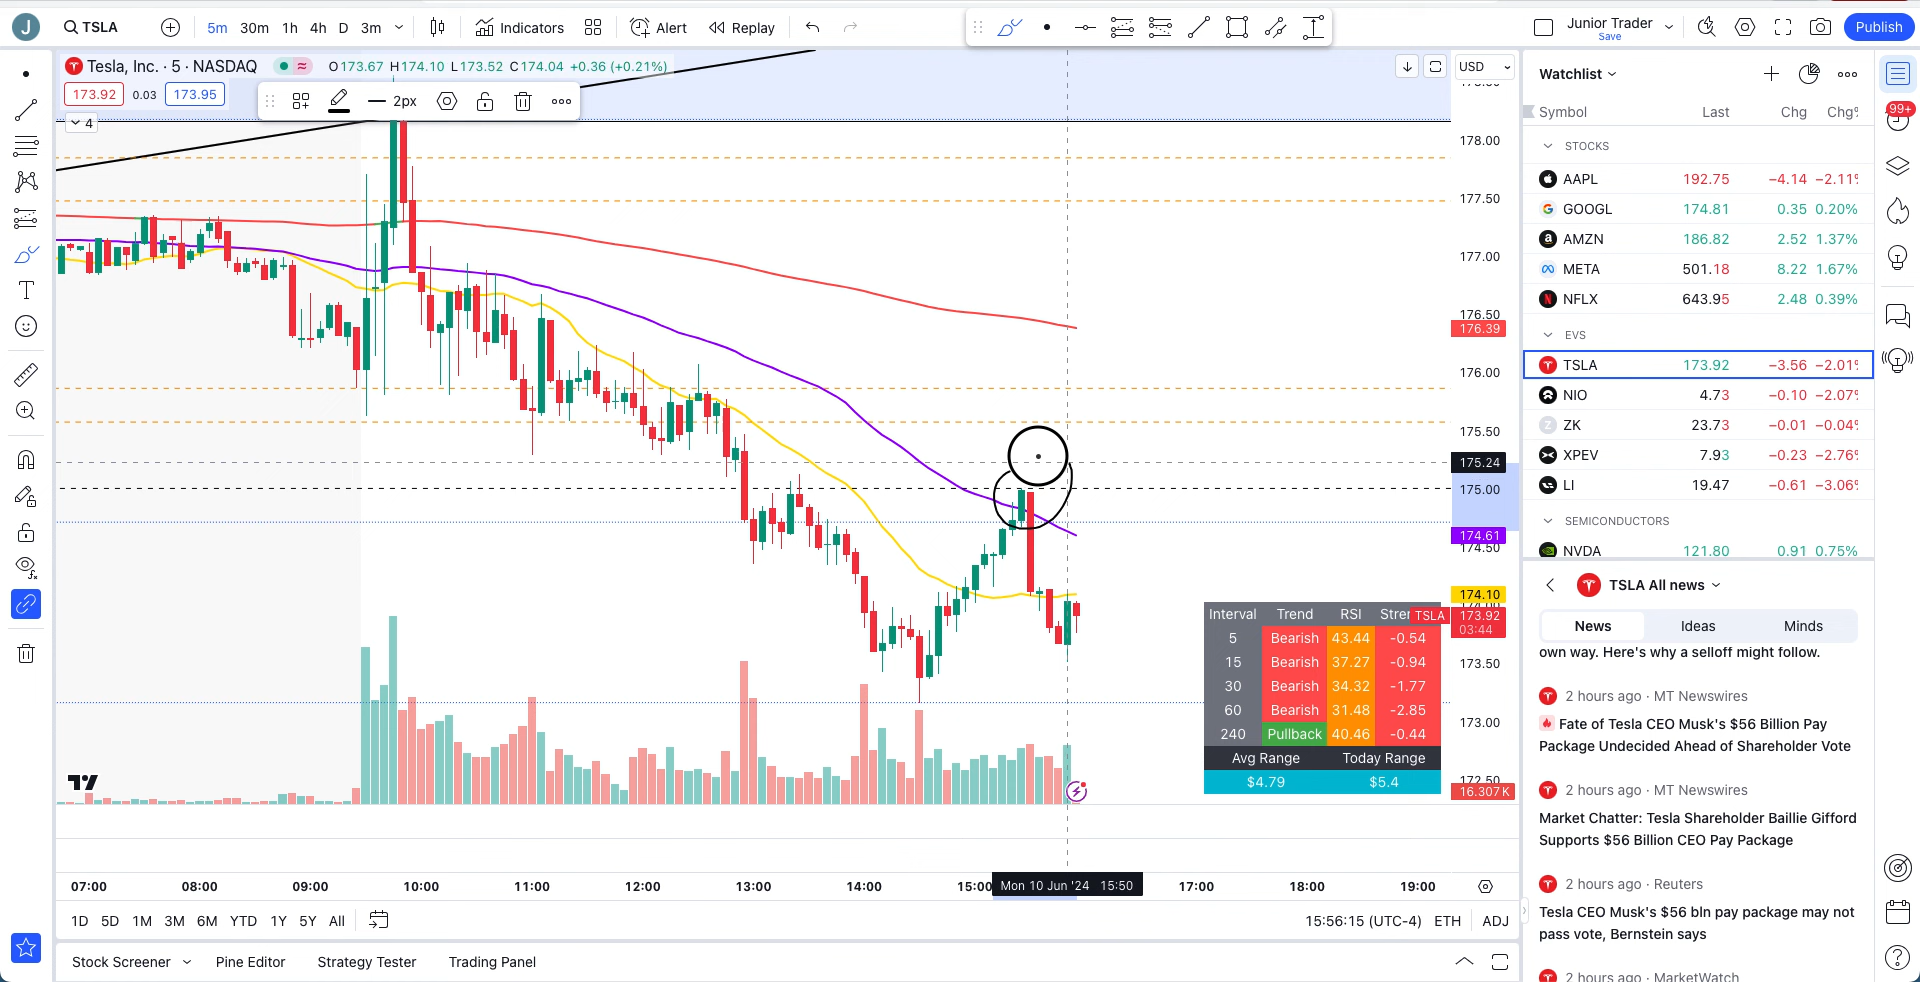 J
TSLA
5m 30m 1h 4h D 3m
Indicators
Alert
Replay
Junior Trader
Save
Publish
Tesla, Inc. · 5 · NASDAQ
O173.67 H174.10 L173.52 C174.04 +0.36 (+0.21%)
173.92 0.03 173.95
2px
4
USD
178.00
177.50
177.00
176.50
176.39
176.00
175.50
175.24
175.00
174.61
174.50
174.10
TSLA 173.92
03:44
173.50
173.00
172.50
16.307 K
Interval Trend RSI
5 Bearish 43.44 -0.54
15 Bearish 37.27 -0.94
30 Bearish 34.32 -1.77
60 Bearish 31.48 -2.85
240 Pullback 40.46 -0.44
Avg Range Today Range
$4.79 $5.4
07:00 08:00 09:00 10:00 11:00 12:00 13:00 14:00 15:00 Mon 10 Jun '24 15:50 17:00 18:00 19:00
1D 5D 1M 3M 6M YTD 1Y 5Y All
15:56:15 (UTC-4) ETH ADJ
Stock Screener Pine Editor Strategy Tester Trading Panel
Watchlist
Symbol Last Chg Chg%
STOCKS
AAPL 192.75 −4.14 −2.11%
GOOGL 174.81 0.35 0.20%
AMZN 186.82 2.52 1.37%
META 501.18 8.22 1.67%
NFLX 643.95 2.48 0.39%
EVS
TSLA 173.92 −3.56 −2.01%
NIO 4.73 −0.10 −2.07%
ZK 23.73 −0.01 −0.04%
XPEV 7.93 −0.23 −2.76%
LI 19.47 −0.61 −3.06%
SEMICONDUCTORS
NVDA 121.80 0.91 0.75%
99+
TSLA All news
News Ideas Minds
own way. Here's why a selloff might follow.
2 hours ago · MT Newswires
Fate of Tesla CEO Musk's $56 Billion Pay
Package Undecided Ahead of Shareholder Vote
2 hours ago · MT Newswires
Market Chatter: Tesla Shareholder Baillie Gifford
Supports $56 Billion CEO Pay Package
2 hours ago · Reuters
Tesla CEO Musk's $56 bln pay package may not
pass vote, Bernstein says
2 hours ago · MarketWatch